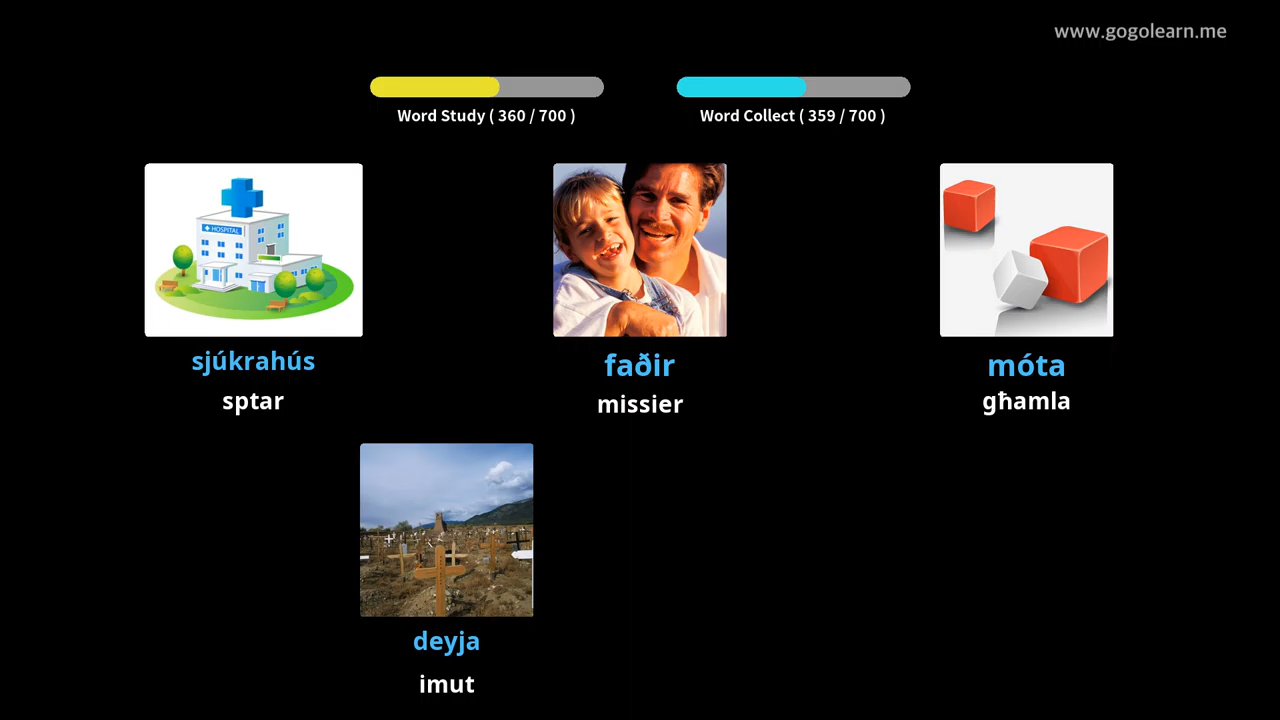 www.gogolearn.me
Word Study ( 360 / 700 )
Word Collect ( 359 / 700 )
HOSPITAL
sjúkrahús
sptar
faðir
missier
móta
għamla
deyja
imut